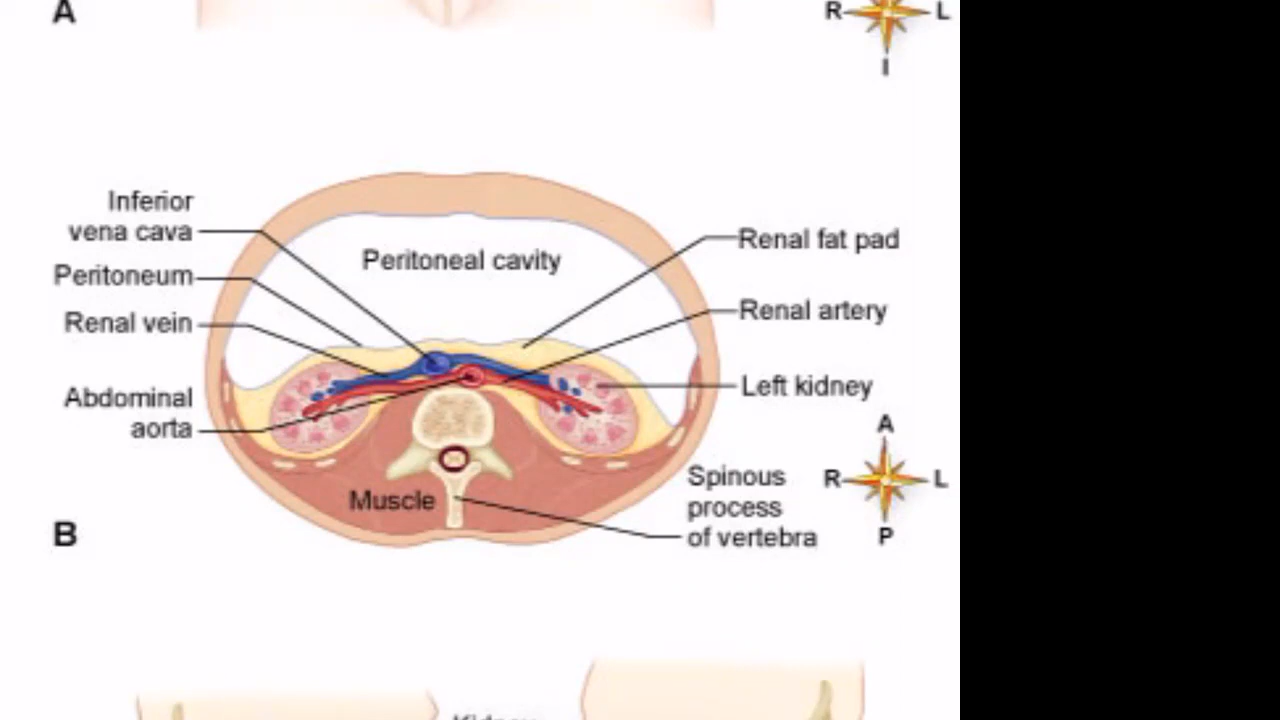 A
R
L
I
Inferior
vena cava
Peritoneal cavity
Renal fat pad
Peritoneum
Renal artery
Renal vein
Left kidney
Abdominal
aorta
A
R
L
P
Muscle
Spinous
process
of vertebra
B
Kidney